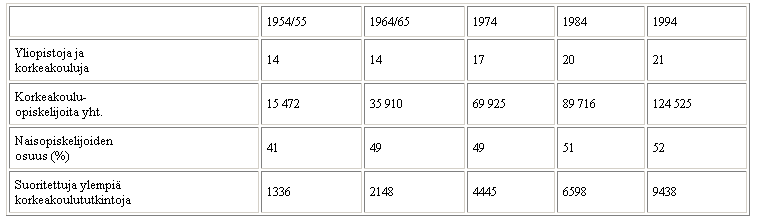 1954/55 1964/65 1974 1984 1994
Yliopistoja ja
korkeakouluja 14 14 17 20 21
Korkeakoulu-
opiskelijoita yht. 15 472 35 910 69 925 89 716 124 525
Naisopiskelijoiden
osuus (%) 41 49 49 51 52
Suoritettuja ylempiä
korkeakoulututkintoja 1336 2148 4445 6598 9438